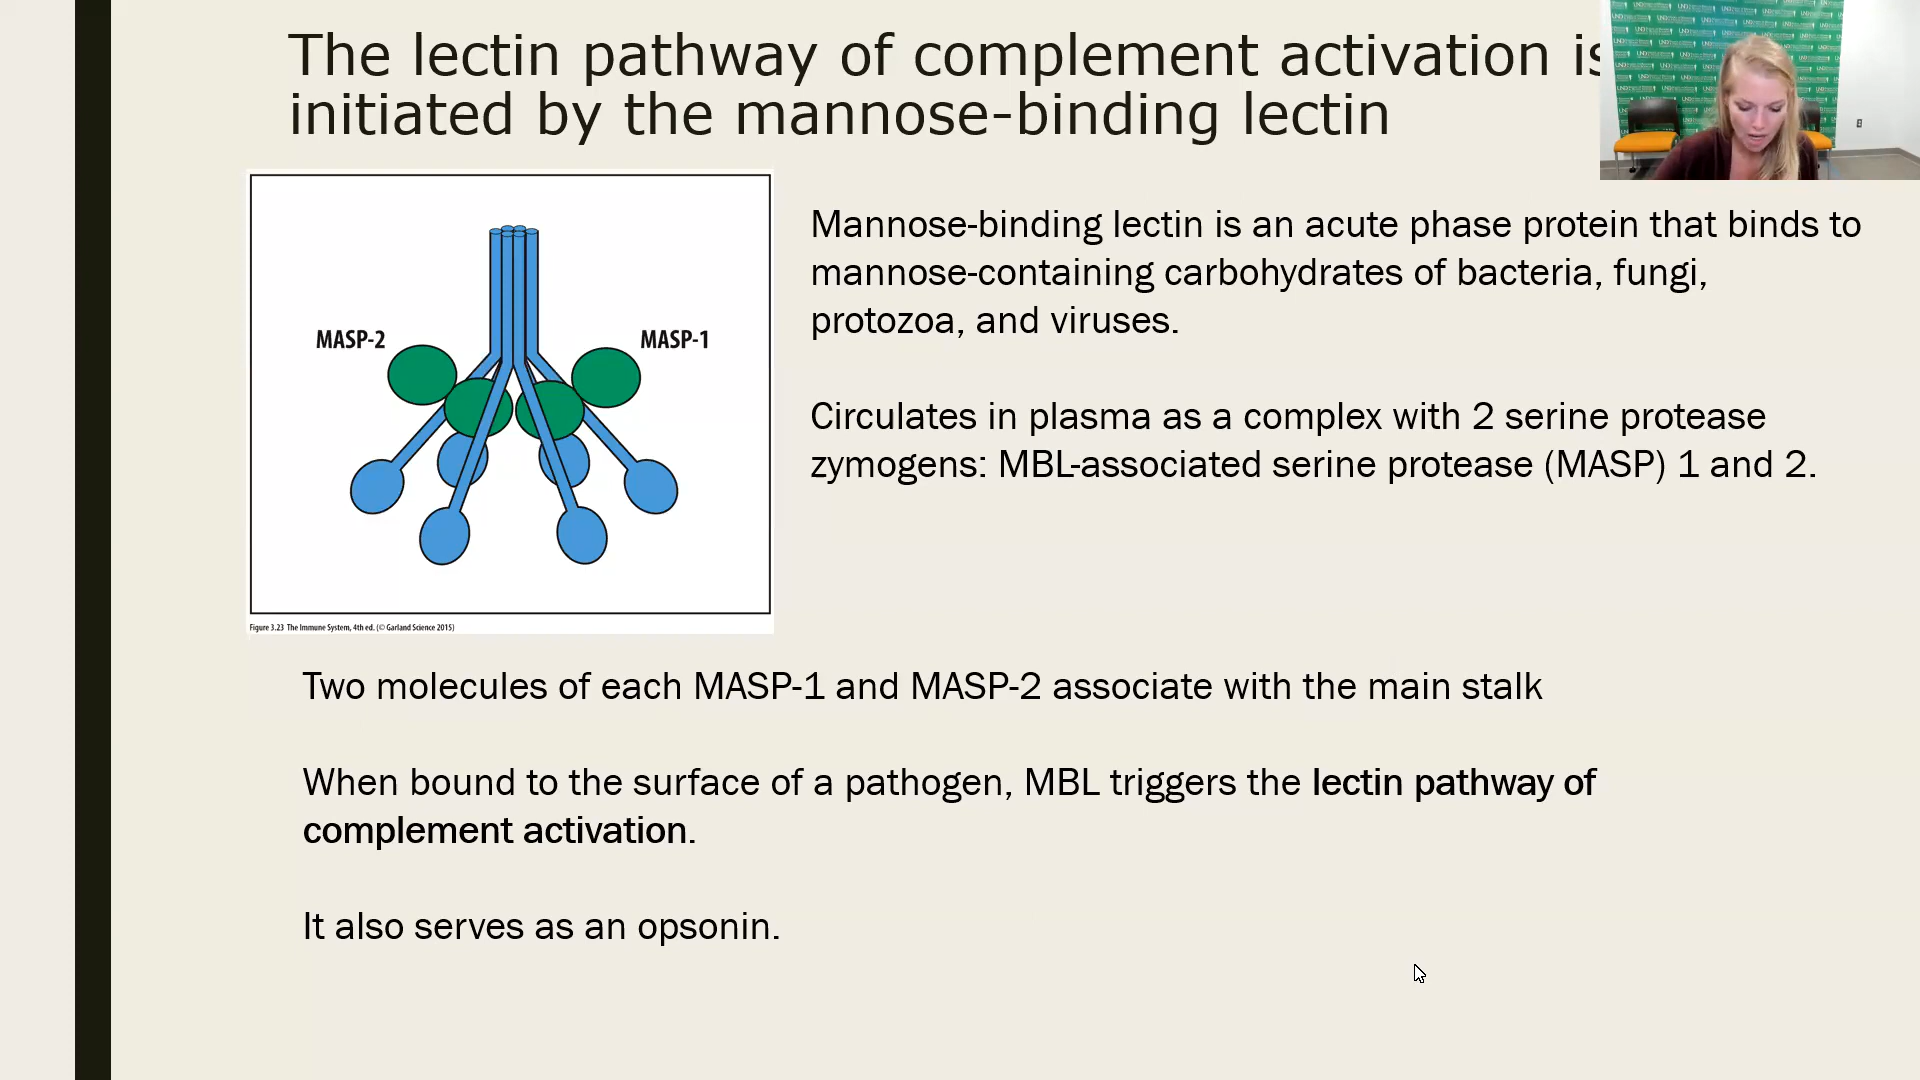 The lectin pathway of complement activation is
initiated by the mannose-binding lectin
MASP-2
MASP-1
Figure 3.23 The Immune System, 4th ed. (© Garland Science 2015)
Mannose-binding lectin is an acute phase protein that binds to
mannose-containing carbohydrates of bacteria, fungi,
protozoa, and viruses.
Circulates in plasma as a complex with 2 serine protease
zymogens: MBL-associated serine protease (MASP) 1 and 2.
Two molecules of each MASP-1 and MASP-2 associate with the main stalk
When bound to the surface of a pathogen, MBL triggers the lectin pathway of
complement activation.
It also serves as an opsonin.